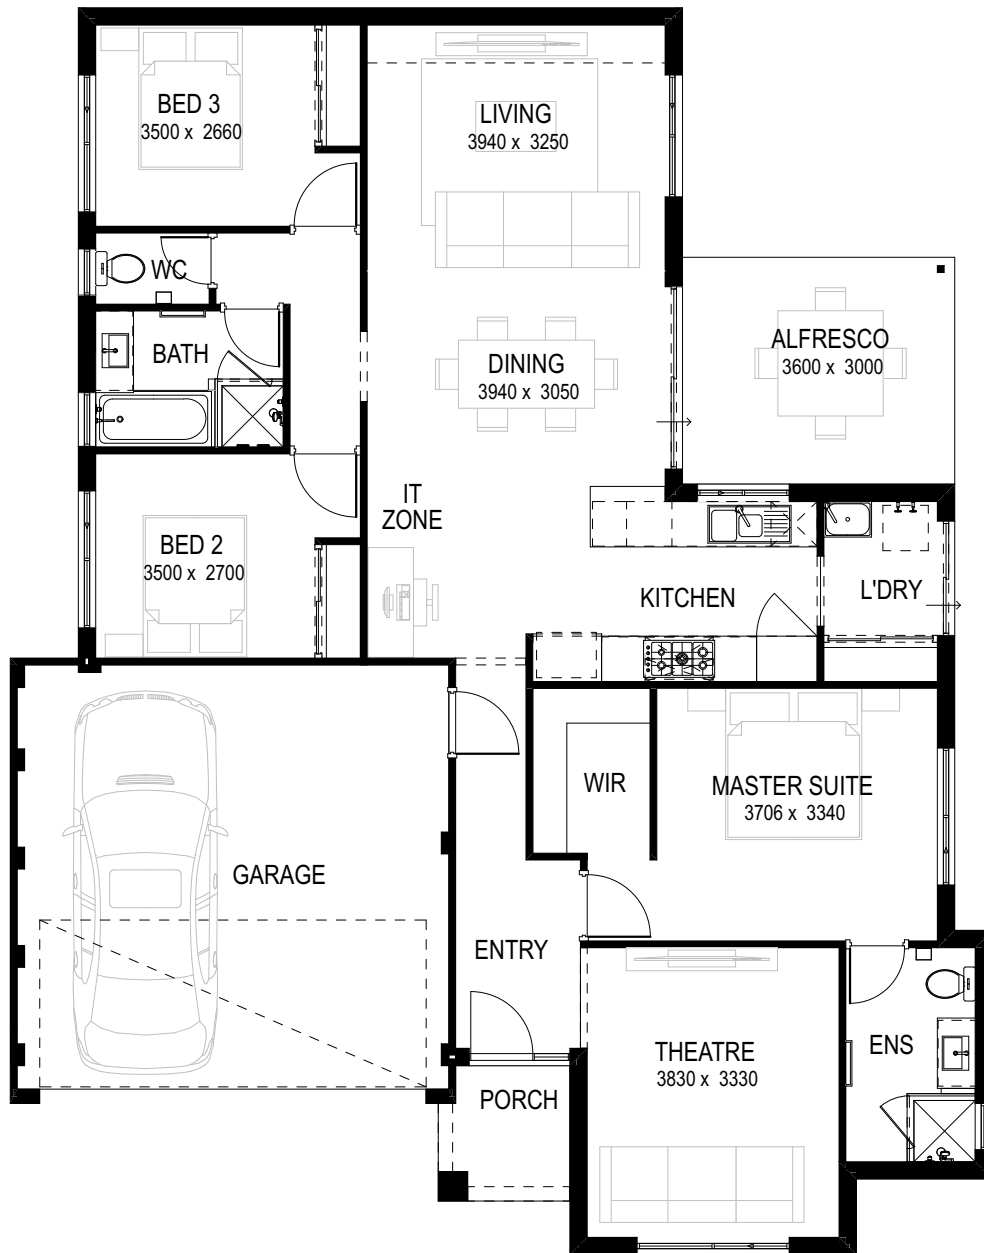 BED 3
3500 x 2660
LIVING
3940 x 3250
WC
BATH
DINING
3940 x 3050
ALFRESCO
3600 x 3000
IT
ZONE
BED 2
3500 x 2700
KITCHEN
L'DRY
WIR
MASTER SUITE
3706 x 3340
GARAGE
ENTRY
THEATRE
3830 x 3330
ENS
PORCH